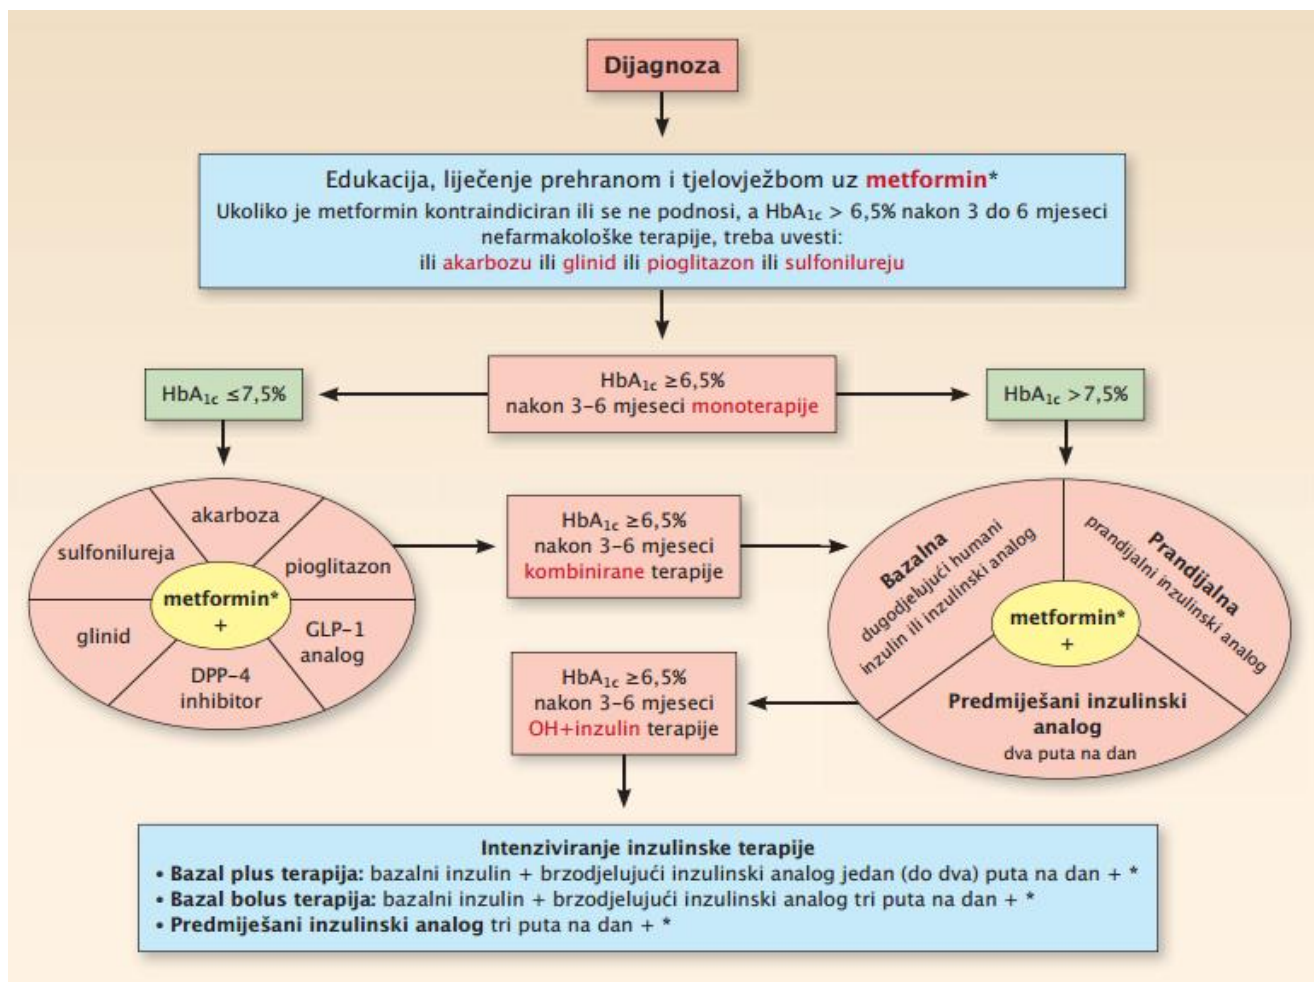 Dijagnoza
Edukacija, liječenje prehranom i tjelovježbom uz metformin*
Ukoliko je metformin kontraindiciran ili se ne podnosi, a HbA1c > 6,5% nakon 3 do 6 mjeseci
nefarmakološke terapije, treba uvesti:
ili akarbozu ili glinid ili pioglitazon ili sulfonilureju
HbA1c ≤7,5%
HbA1c ≥6,5%
nakon 3–6 mjeseci monoterapije
HbA1c >7,5%
akarboza
sulfonilureja
pioglitazon
metformin*
+
glinid
GLP-1
analog
DPP-4
inhibitor
HbA1c ≥6,5%
nakon 3–6 mjeseci
kombinirane terapije
Bazalna
dugodjelujući humani
inzulin ili inzulinski analog
Prandijalna
prandijalni inzulinski analog
metformin*
+
Predmiješani inzulinski
analog
dva puta na dan
HbA1c ≥6,5%
nakon 3–6 mjeseci
OH+inzulin terapije
Intenziviranje inzulinske terapije
• Bazal plus terapija: bazalni inzulin + brzodjelujući inzulinski analog jedan (do dva) puta na dan + *
• Bazal bolus terapija: bazalni inzulin + brzodjelujući inzulinski analog tri puta na dan + *
• Predmiješani inzulinski analog tri puta na dan + *